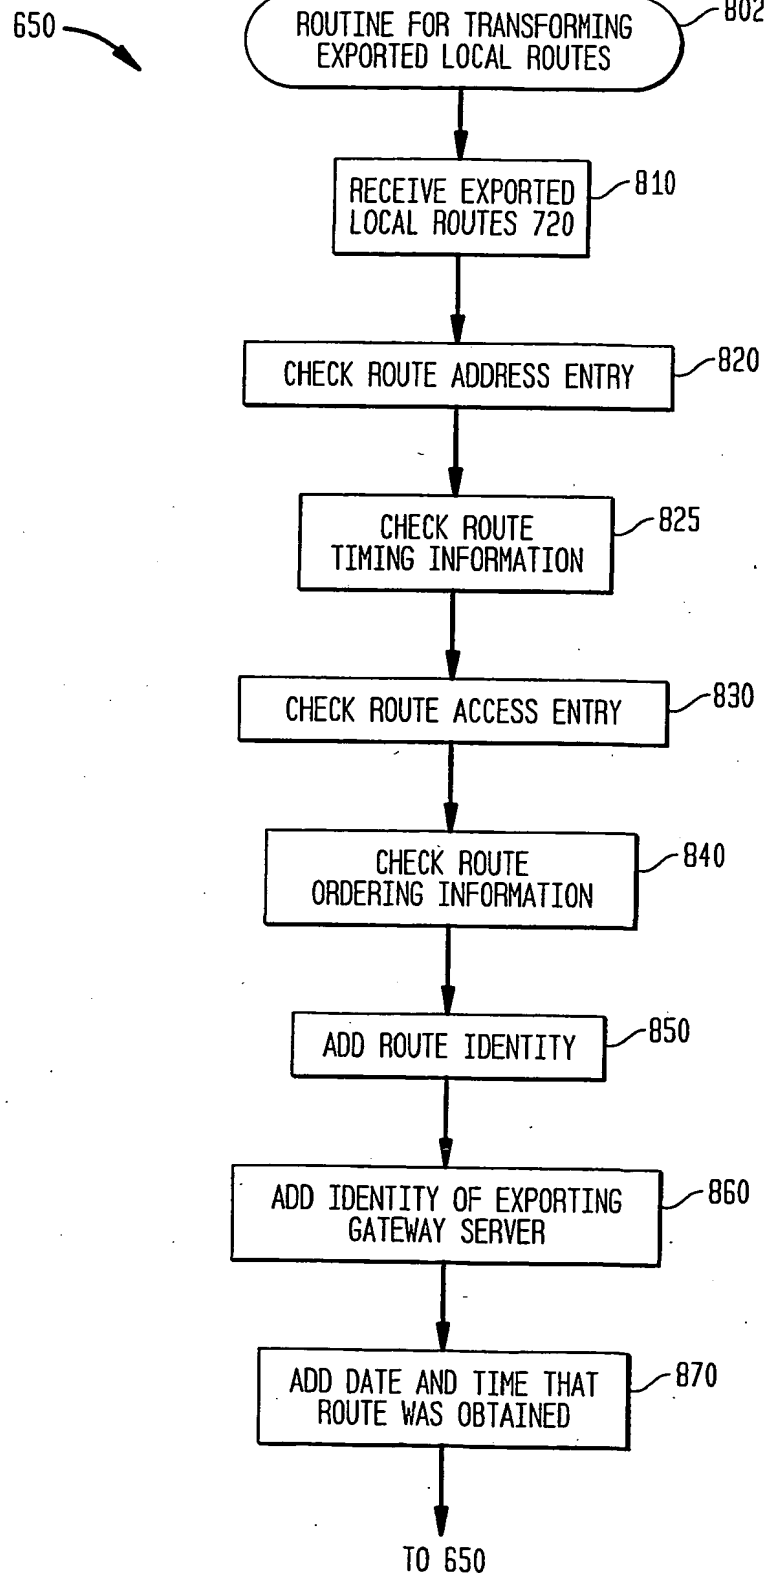 650
802
ROUTINE FOR TRANSFORMING
EXPORTED LOCAL ROUTES
810
RECEIVE EXPORTED
LOCAL ROUTES 720
820
CHECK ROUTE ADDRESS ENTRY
825
CHECK ROUTE
TIMING INFORMATION
830
CHECK ROUTE ACCESS ENTRY
840
CHECK ROUTE
ORDERING INFORMATION
850
ADD ROUTE IDENTITY
860
ADD IDENTITY OF EXPORTING
GATEWAY SERVER
870
ADD DATE AND TIME THAT
ROUTE WAS OBTAINED
TO 650